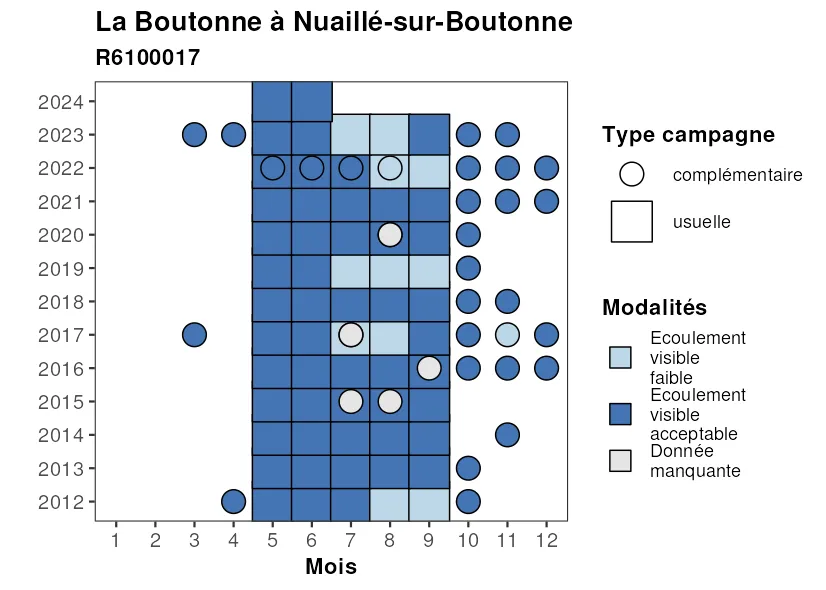 La Boutonne à Nuaillé-sur-Boutonne
R6100017
2024
2023
2022
2021
2020
2019
2018
2017
2016
2015
2014
2013
2012
1 2 3 4 5 6 7 8 9 10 11 12
Mois
Type campagne
complémentaire
usuelle
Modalités
Ecoulement
visible
faible
Ecoulement
visible
acceptable
Donnée
manquante